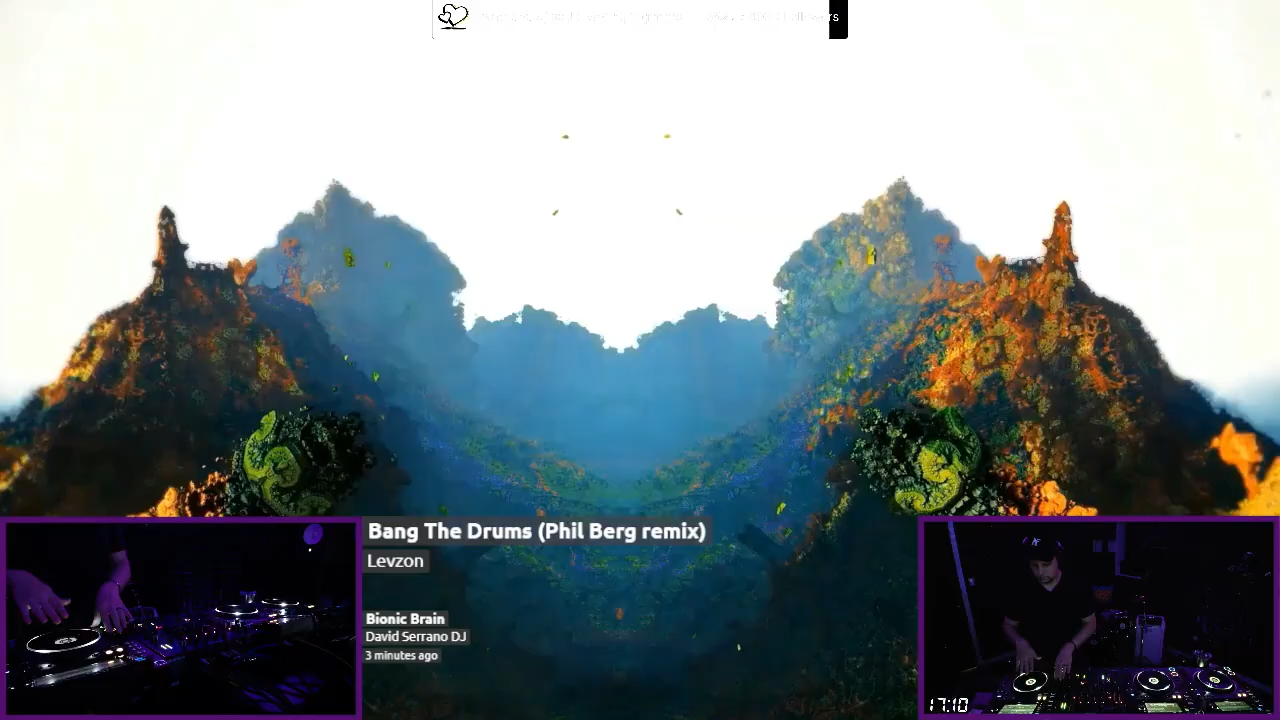 Bang The Drums (Phil Berg remix)
Levzon
Bionic Brain
David Serrano DJ
3 minutes ago
17:10